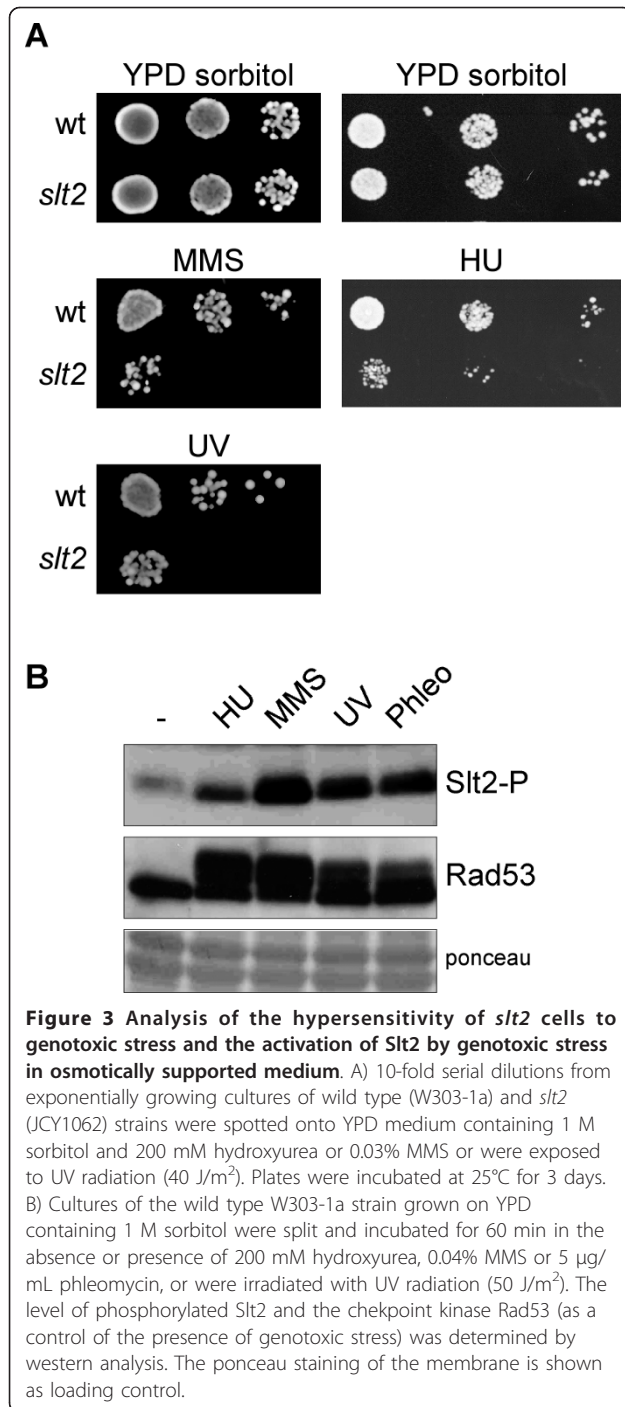 A
YPD sorbitol
YPD sorbitol
wt
slt2
MMS
HU
wt
slt2
UV
wt
slt2
B
-
HU
MMS
UV
Phleo
Slt2-P
Rad53
ponceau
Figure 3 Analysis of the hypersensitivity of slt2 cells to
genotoxic stress and the activation of Slt2 by genotoxic stress
in osmotically supported medium. A) 10-fold serial dilutions from
exponentially growing cultures of wild type (W303-1a) and slt2
(JCY1062) strains were spotted onto YPD medium containing 1 M
sorbitol and 200 mM hydroxyurea or 0.03% MMS or were exposed
to UV radiation (40 J/m²). Plates were incubated at 25°C for 3 days.
B) Cultures of the wild type W303-1a strain grown on YPD
containing 1 M sorbitol were split and incubated for 60 min in the
absence or presence of 200 mM hydroxyurea, 0.04% MMS or 5 μg/
mL phleomycin, or were irradiated with UV radiation (50 J/m²). The
level of phosphorylated Slt2 and the chekpoint kinase Rad53 (as a
control of the presence of genotoxic stress) was determined by
western analysis. The ponceau staining of the membrane is shown
as loading control.